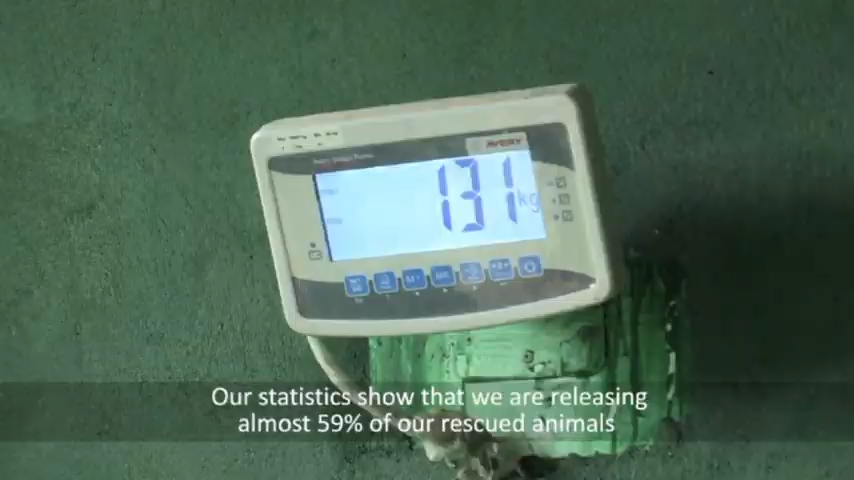 AVERY
131
kg
Our statistics show that we are releasing
almost 59% of our rescued animals